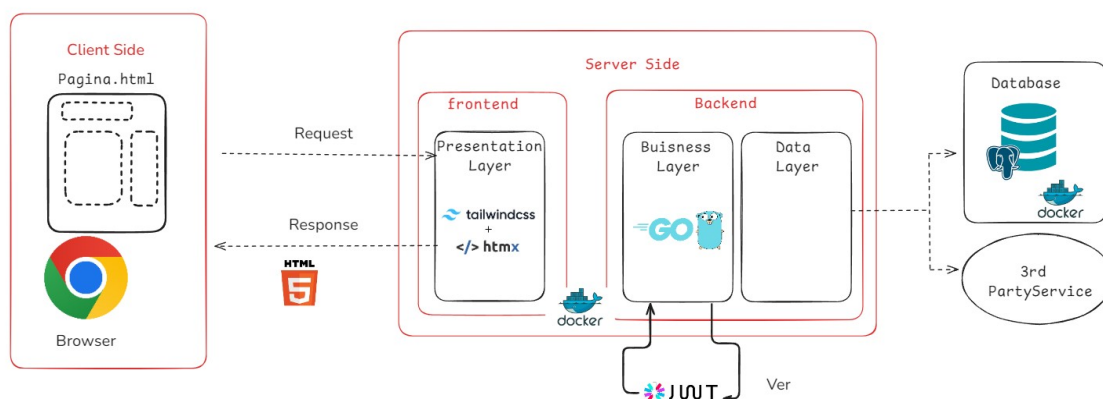 Client Side
Pagina.html
Browser
Request
Response
HTML
5
Server Side
frontend
Presentation
Layer
tailwindcss
+
</> htmx
docker
Backend
Buisness
Layer
GO
Data
Layer
JWT
Ver
Database
docker
3rd
PartyService